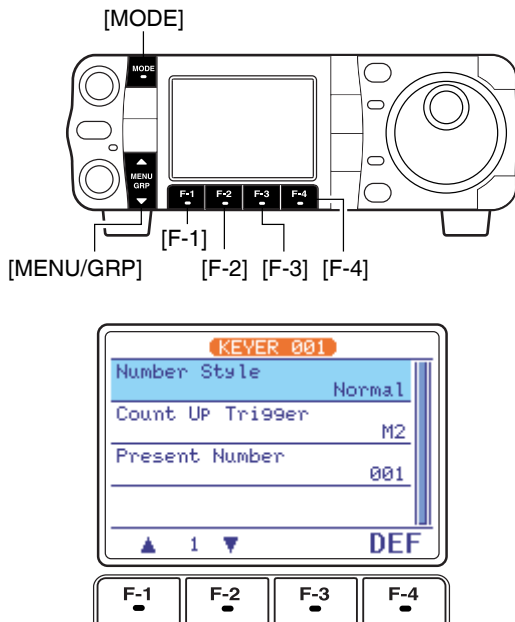 [MODE]
MODE
MENU
GRP
F-1 F-2 F-3 F-4
[F-1]
[MENU/GRP] [F-2] [F-3] [F-4]
KEYER 001
Number Style
Normal
Count Up Trigger
M2
Present Number
001
▲ 1 ▼ DEF
F-1 F-2 F-3 F-4